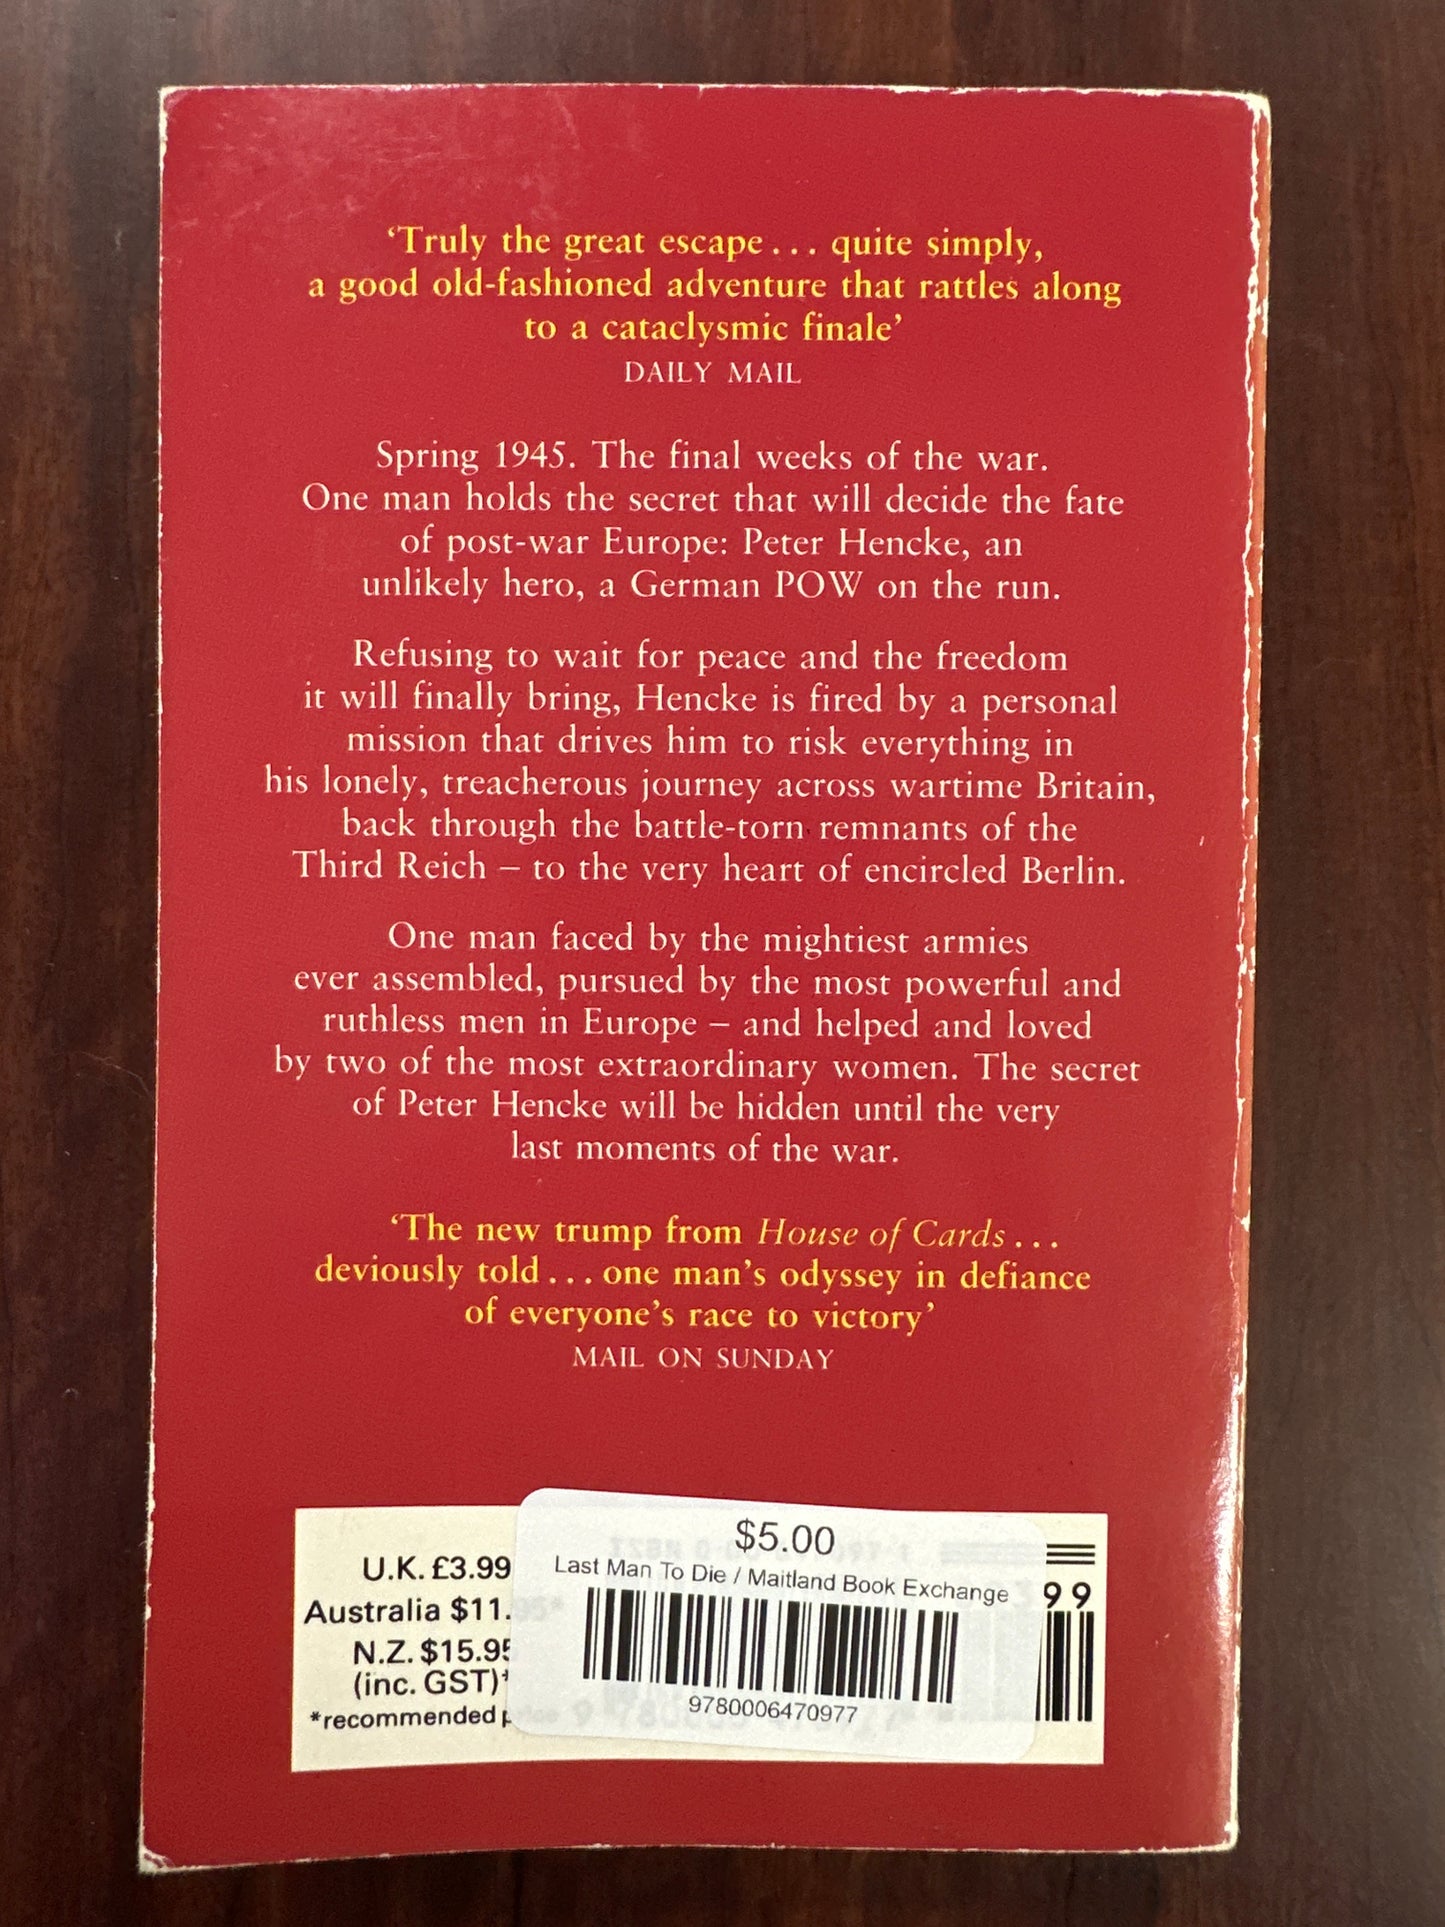 ‘Truly the great escape... quite simply,
a good old-fashioned adventure that rattles along
to a cataclysmic finale’
DAILY MAIL
Spring 1945. The final weeks of the war.
One man holds the secret that will decide the fate
of post-war Europe: Peter Hencke, an
unlikely hero, a German POW on the run.
Refusing to wait for peace and the freedom
it will finally bring, Hencke is fired by a personal
mission that drives him to risk everything in
his lonely, treacherous journey across wartime Britain,
back through the battle-torn remnants of the
Third Reich – to the very heart of encircled Berlin.
One man faced by the mightiest armies
ever assembled, pursued by the most powerful and
ruthless men in Europe – and helped and loved
by two of the most extraordinary women. The secret
of Peter Hencke will be hidden until the very
last moments of the war.
‘The new trump from House of Cards...
deviously told... one man’s odyssey in defiance
of everyone’s race to victory’
MAIL ON SUNDAY
U.K. £3.99
Australia $11.
N.Z. $15.95
(inc. GST)*
*recommended
$5.00
Last Man To Die / Maitland Book Exchange
9780006470977
99